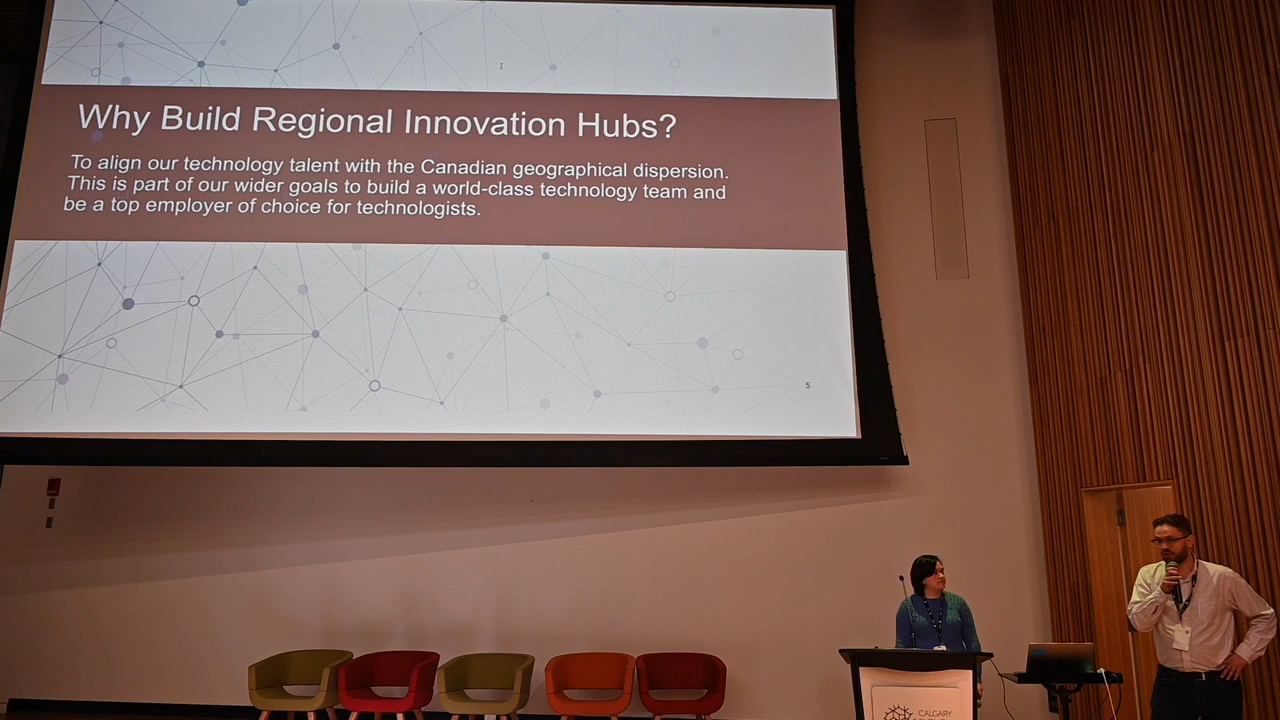 Why Build Regional Innovation Hubs?
To align our technology talent with the Canadian geographical dispersion.
This is part of our wider goals to build a world-class technology team and
be a top employer of choice for technologists.
5
CALGARY